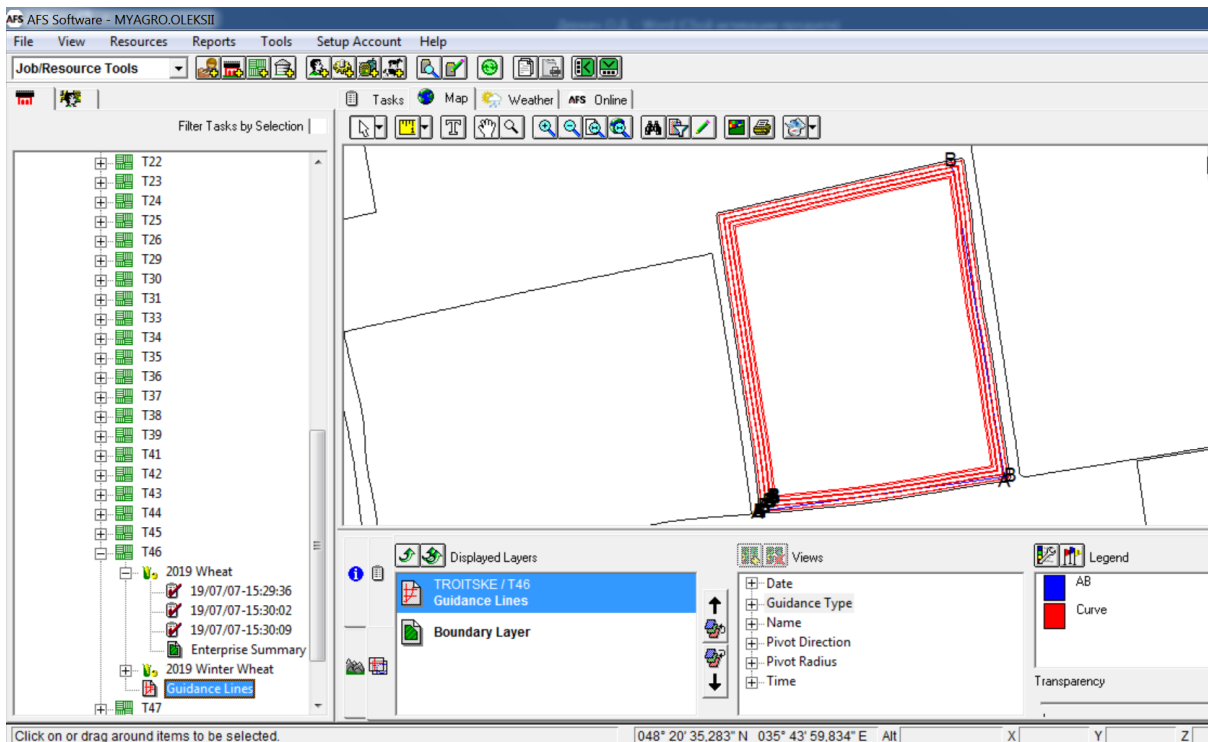 AFS AFS Software - MYAGRO.OLEKSII
File View Resources Reports Tools Setup Account Help
Job/Resource Tools
Tasks Map Weather AFS Online
Filter Tasks by Selection
T
B
T22
T23
T24
T25
T26
T29
T30
T31
T33
T34
T35
T36
T37
T38
T39
T41
T42
T43
T44
T45
T46
2019 Wheat
19/07/07-15:29:36
19/07/07-15:30:02
19/07/07-15:30:09
Enterprise Summary
2019 Winter Wheat
Guidance Lines
T47
B
A
Displayed Layers
TROITSKE / T46
Guidance Lines
Boundary Layer
Views
Date
Guidance Type
Name
Pivot Direction
Pivot Radius
Time
Legend
AB
Curve
Transparency
Click on or drag around items to be selected.
048° 20' 35,283" N 035° 43' 59,834" E Alt X Y Z